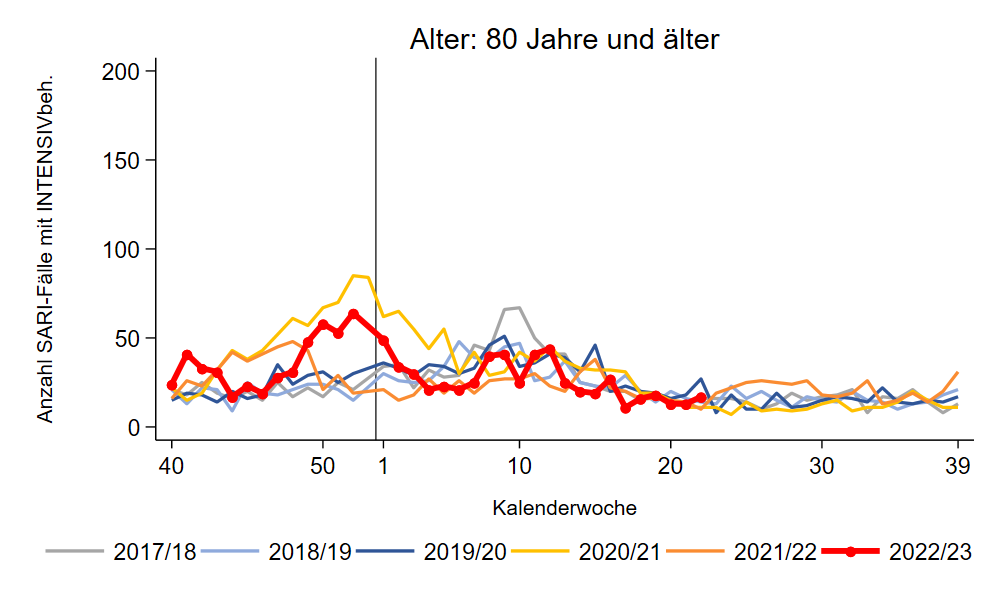 Alter: 80 Jahre und älter
Anzahl SARI-Fälle mit INTENSIVbeh.
200
150
100
50
0
40 50 1 10 20 30 39
Kalenderwoche
2017/18 2018/19 2019/20 2020/21 2021/22 2022/23